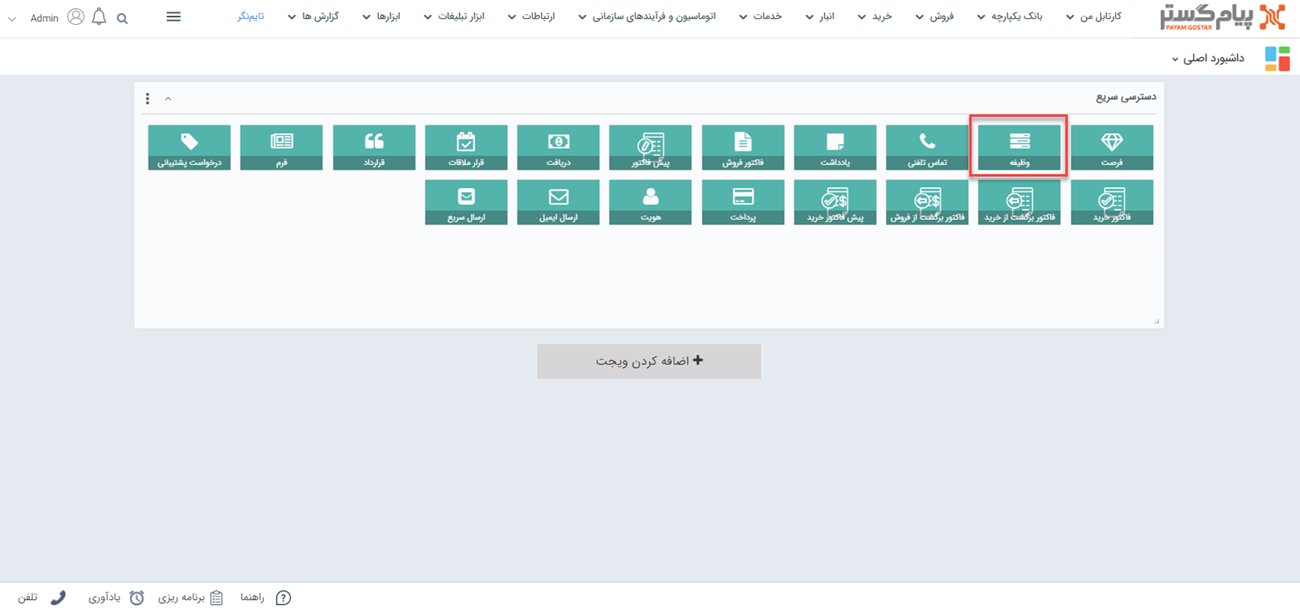 پیام گستر
PAYAM GOSTAR
کارتابل من
بانک یکپارچه
فروش
خرید
انبار
خدمات
اتوماسیون و فرآیندهای سازمانی
ارتباطات
ابزار تبلیغات
ابزارها
گزارش ها
تایم‌نگر
Admin
داشبورد اصلی
دسترسی سریع
فرصت
وظیفه
تماس تلفنی
یادداشت
فاکتور فروش
پیش فاکتور
دریافت
قرار ملاقات
قرارداد
فرم
درخواست پشتیبانی
فاکتور خرید
فاکتور برگشت از خرید
فاکتور برگشت از فروش
پیش فاکتور خرید
پرداخت
هویت
ارسال ایمیل
ارسال سریع
اضافه کردن ویجت
راهنما
برنامه ریزی
یادآوری
تلفن